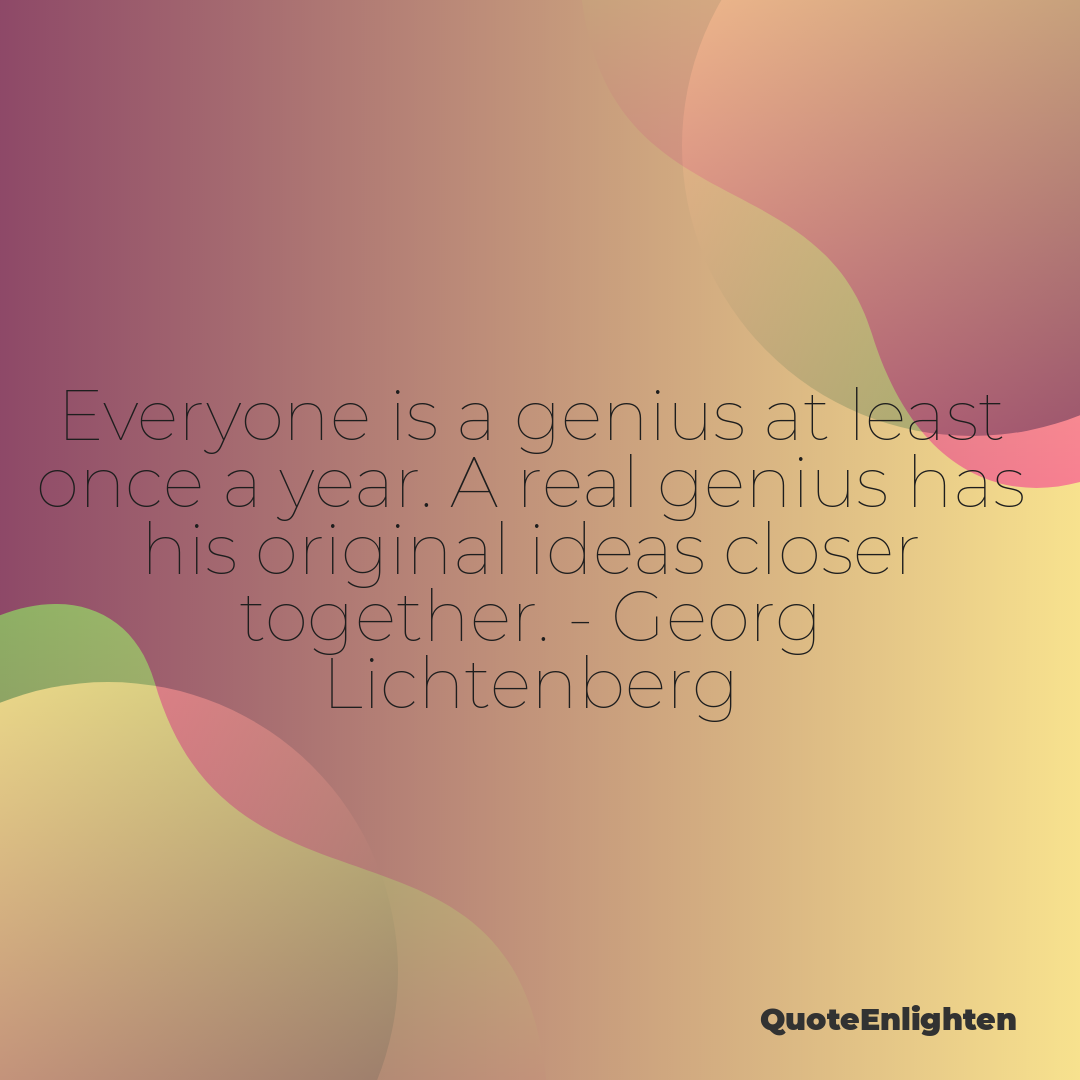 Everyone is a genius at least
once a year. A real genius has
his original ideas closer
together. - Georg
Lichtenberg
QuoteEnlighten